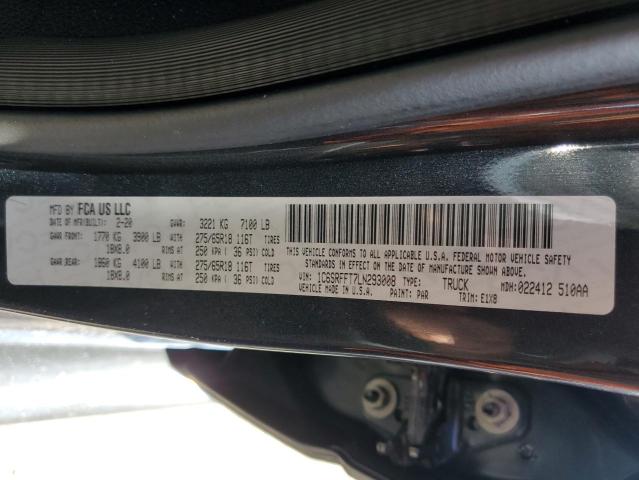 MFD BY FCA US LLC
DATE OF MFR(BUILT): 2-20 GVWR: 3221 KG 7100 LB
GAWR FRONT: 1770 KG 3900 LB WITH 275/65R18 116T TIRES
18X8.0 RIMS AT 250 KPA ( 36 PSI) COLD
GAWR REAR: 1860 KG 4100 LB WITH 275/65R18 116T TIRES
18X8.0 RIMS AT 250 KPA ( 36 PSI) COLD
THIS VEHICLE CONFORMS TO ALL APPLICABLE U.S.A. FEDERAL MOTOR VEHICLE SAFETY
STANDARDS IN EFFECT ON THE DATE OF MANUFACTURE SHOWN ABOVE.
VIN: 1C6SRFFT7LN293008 TYPE: TRUCK MDH: 022412 510AA
VEHICLE MADE IN U.S.A. PAINT: PAR TRIM: E1X8